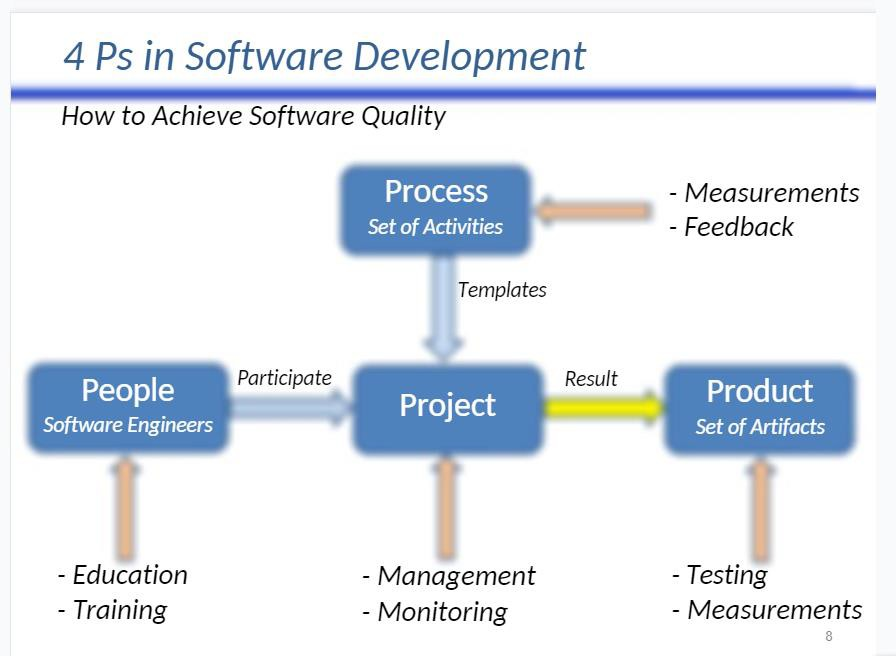 4 Ps in Software Development
How to Achieve Software Quality
Process
Set of Activities
- Measurements
- Feedback
Templates
People
Software Engineers
Participate
Project
Result
Product
Set of Artifacts
- Education
- Training
- Management
- Monitoring
- Testing
- Measurements
8